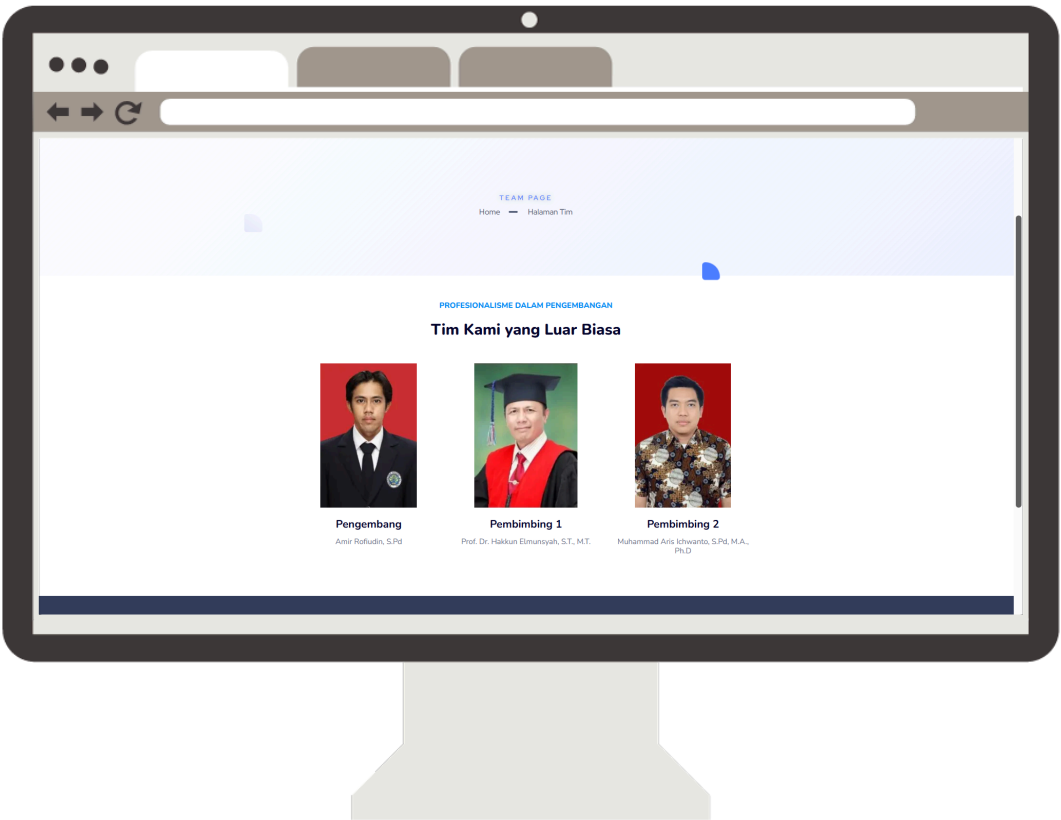 TEAM PAGE
Home — Halaman Tim
PROFESIONALISME DALAM PENGEMBANGAN
Tim Kami yang Luar Biasa
Pengembang
Amir Rofiudin, S.Pd
Pembimbing 1
Prof. Dr. Hakkun Elmunsyah, S.T., M.T.
Pembimbing 2
Muhammad Aris Ichwanto, S.Pd, M.A.,
Ph.D